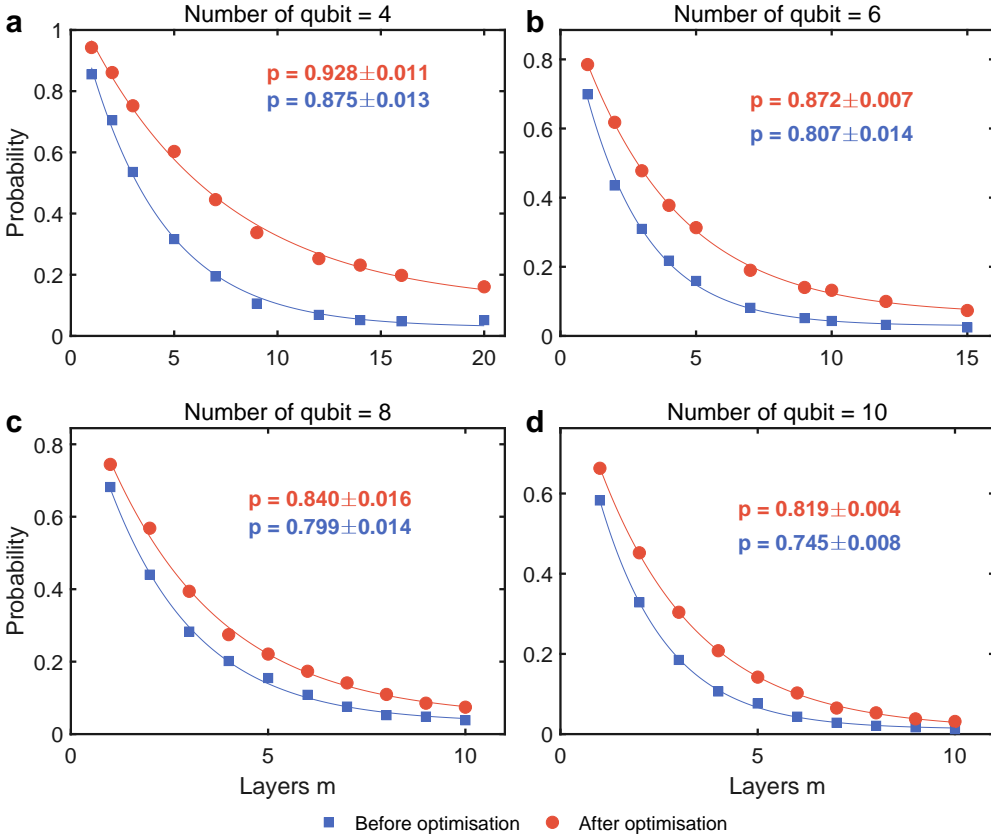 a
Number of qubit = 4
1
0.8
0.6
0.4
0.2
0
Probability
p = 0.928±0.011
p = 0.875±0.013
0
5
10
15
20
b
Number of qubit = 6
0.8
0.6
0.4
0.2
0
p = 0.872±0.007
p = 0.807±0.014
0
5
10
15
c
Number of qubit = 8
0.8
0.6
0.4
0.2
0
Probability
p = 0.840±0.016
p = 0.799±0.014
0
5
10
Layers m
d
Number of qubit = 10
0.6
0.4
0.2
0
p = 0.819±0.004
p = 0.745±0.008
0
5
10
Layers m
Before optimisation
After optimisation